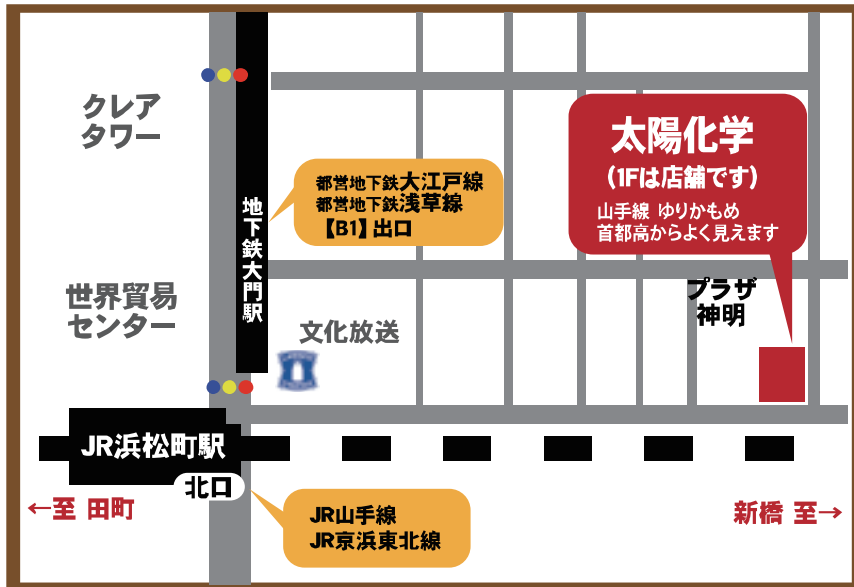 クレア
タワー
太陽化学
(1Fは店舗です)
山手線 ゆりかもめ
首都高からよく見えます
都営地下鉄大江戸線
都営地下鉄浅草線
【B1】出口
地下鉄大門駅
世界貿易
センター
プラザ
神明
文化放送
JR浜松町駅
北口
←至 田町
新橋 至→
JR山手線
JR京浜東北線